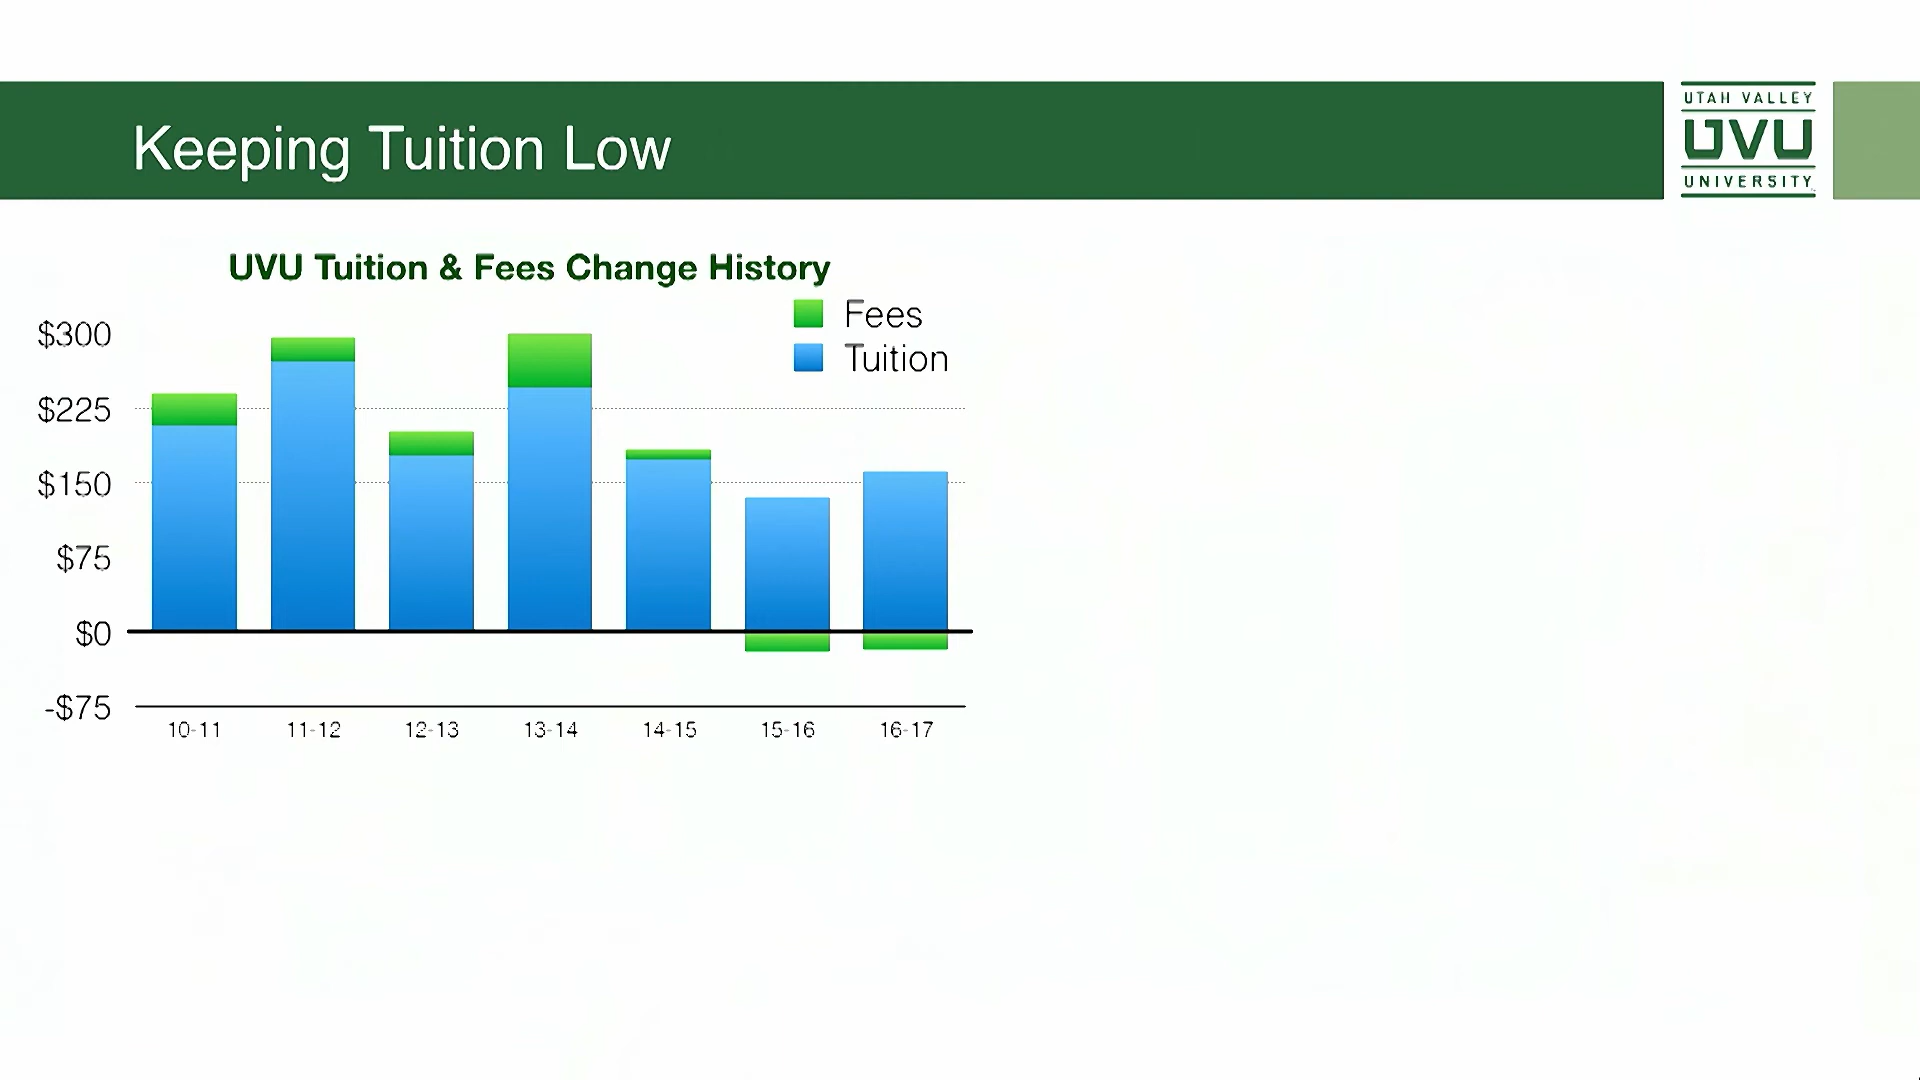 Keeping Tuition Low
UTAH VALLEY
UVU
UNIVERSITY
UVU Tuition & Fees Change History
Fees
Tuition
$300
$225
$150
$75
$0
-$75
10-11 11-12 12-13 13-14 14-15 15-16 16-17